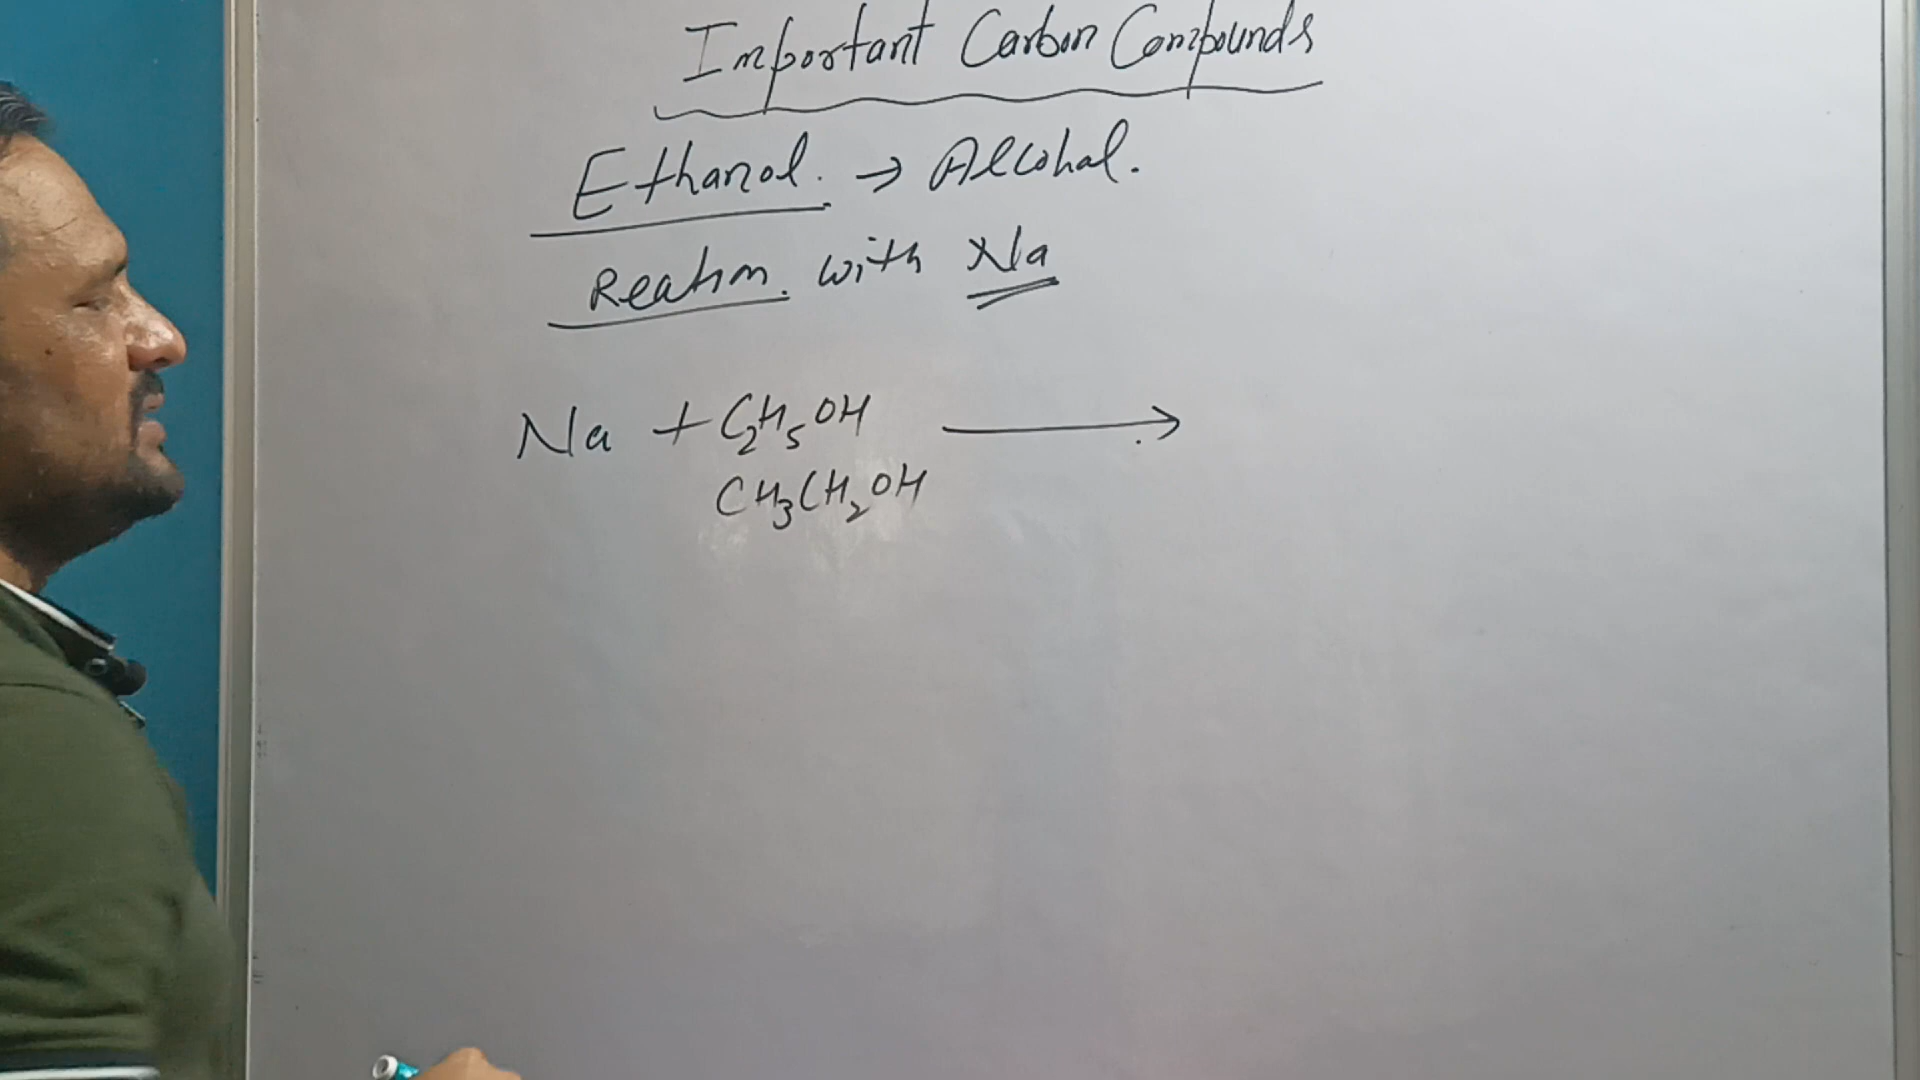 Important Carbon Compounds
Ethanol. → Alcohal.
Reation. with Na
Na + C₂H₅OH ⟶
CH₃CH₂OH